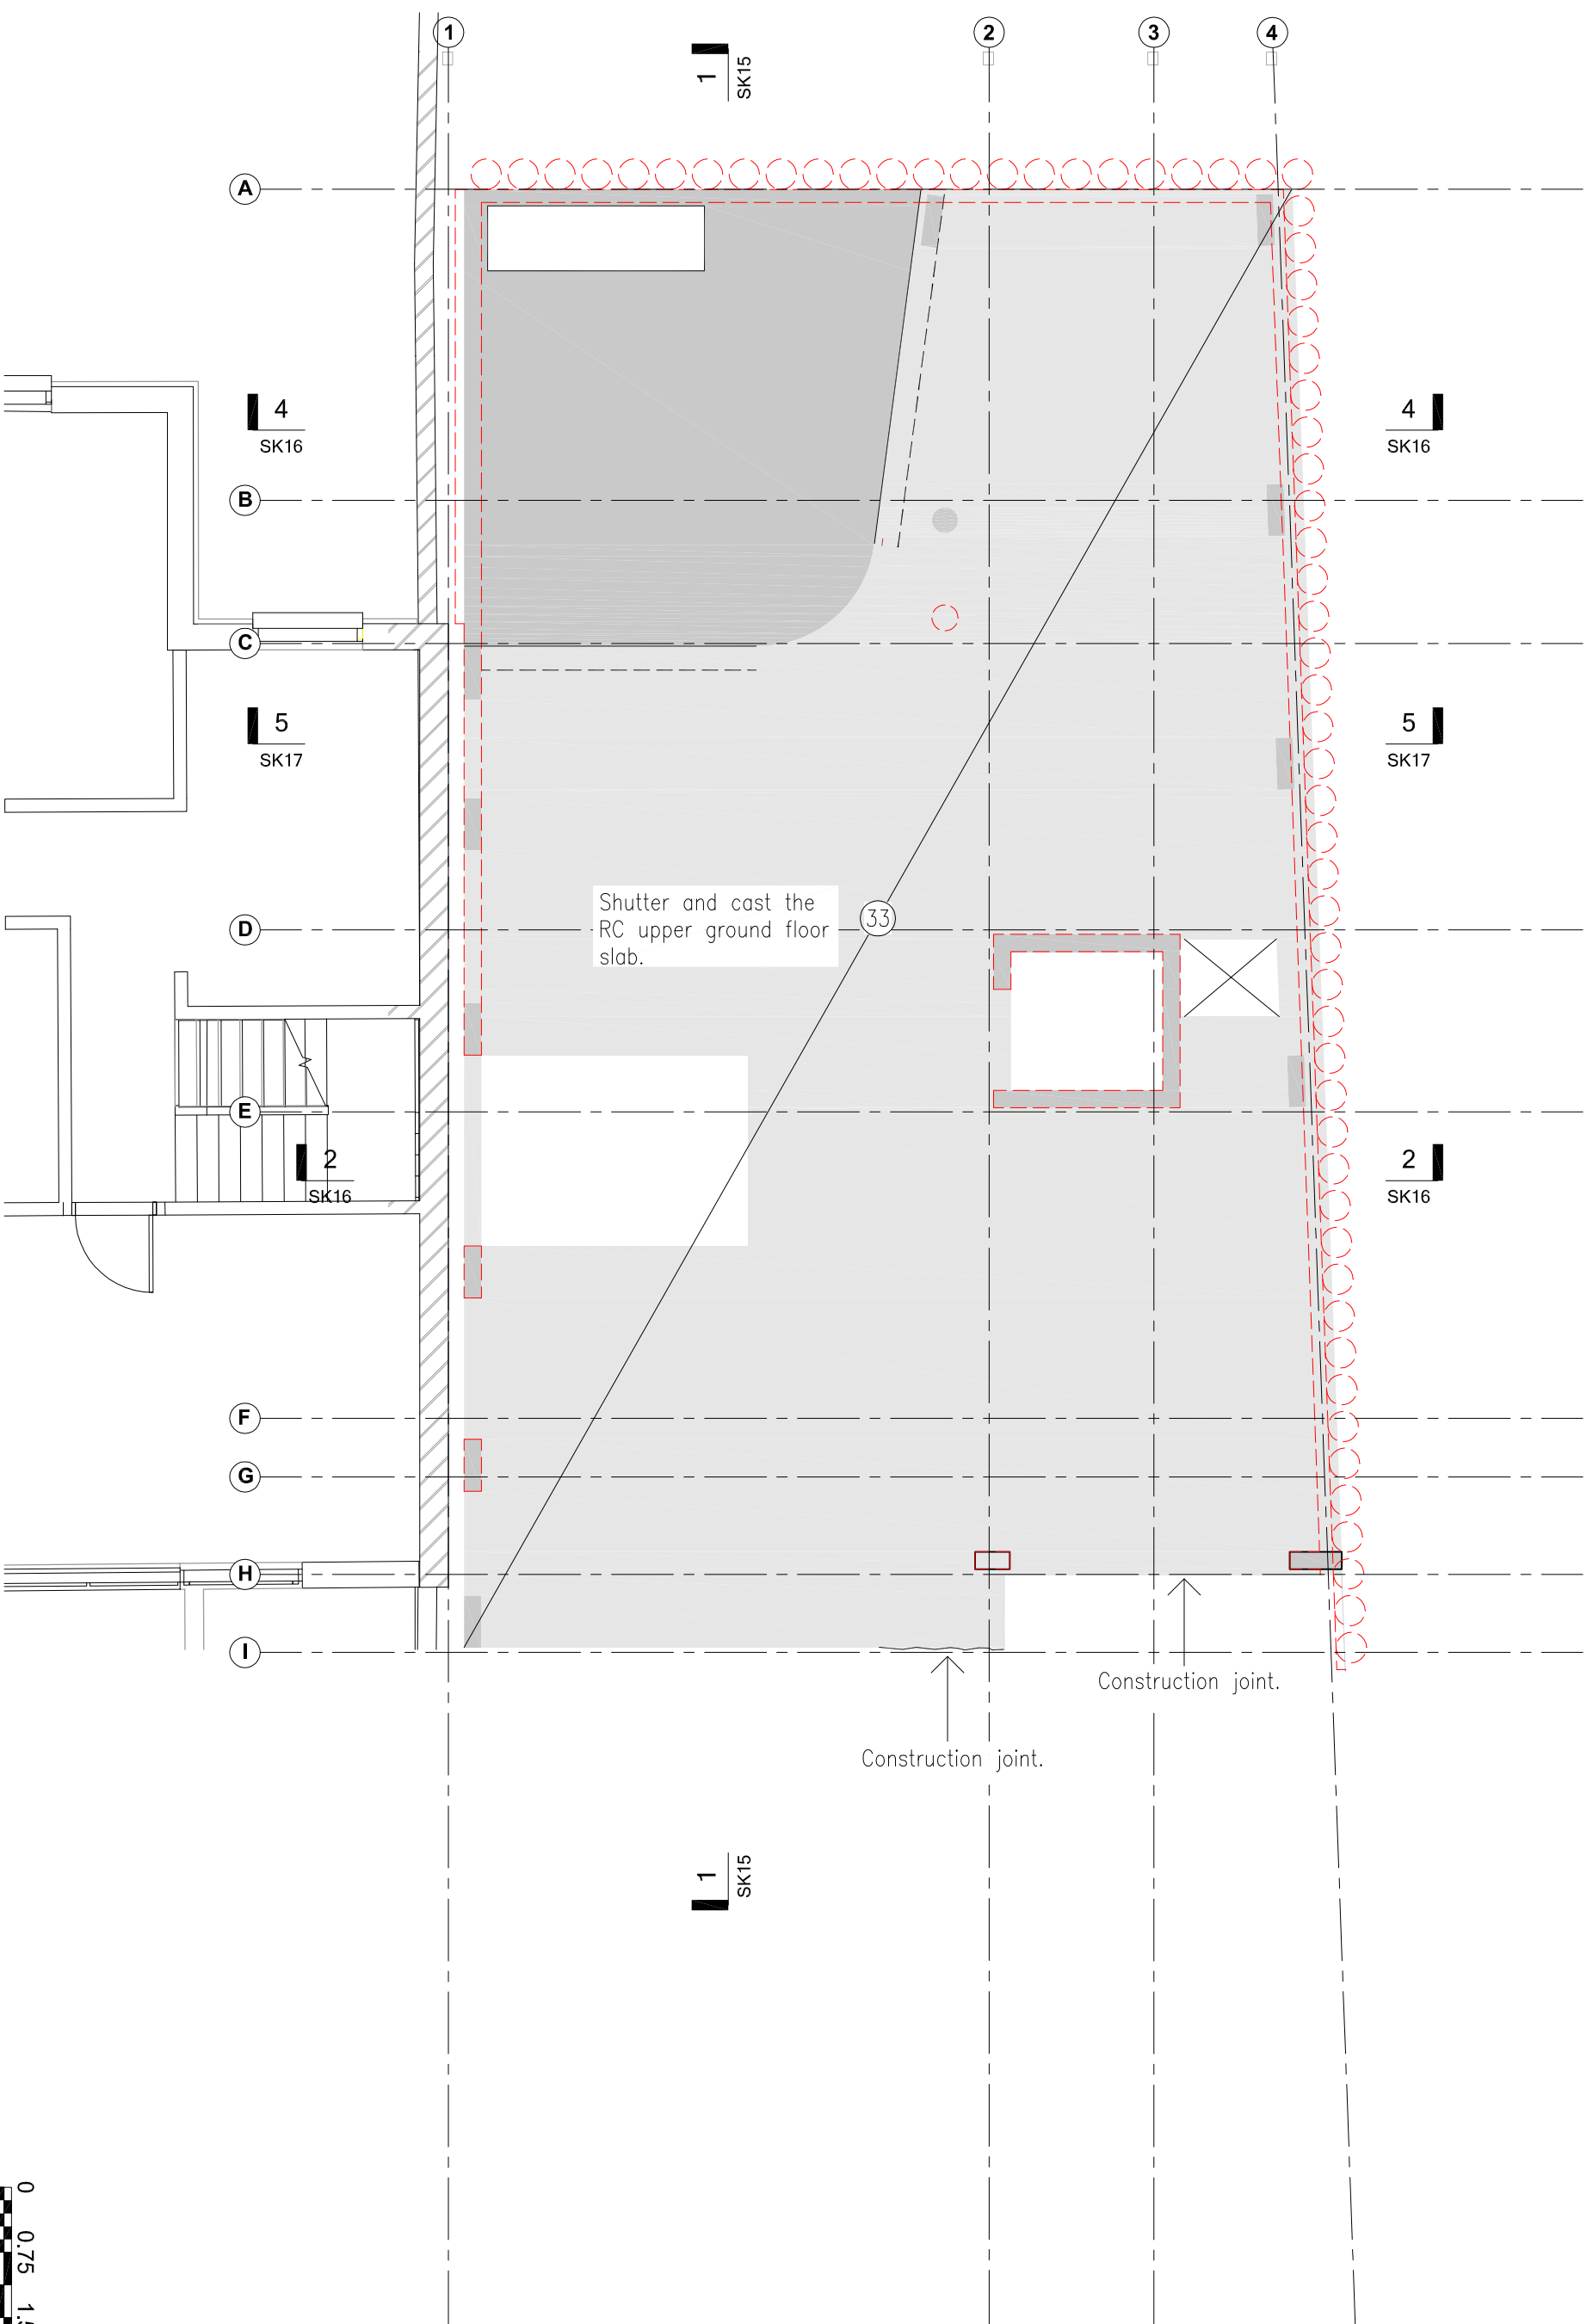 1
2
3
4
1
SK15
A
4
SK16
4
SK16
B
C
5
SK17
5
SK17
Shutter and cast the
RC upper ground floor
slab.
33
D
E
2
SK16
2
SK16
F
G
H
I
Construction joint.
Construction joint.
1
SK15
0 0.75